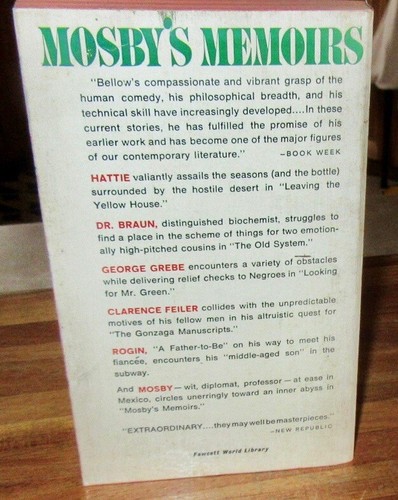 MOSBY'S MEMOIRS
"Bellow's compassionate and vibrant grasp of the
human comedy, his philosophical breadth, and his
technical skill have increasingly developed....In these
current stories, he has fulfilled the promise of his
earlier work and has become one of the major figures
of our contemporary literature." –BOOK WEEK
HATTIE valiantly assails the seasons (and the bottle)
surrounded by the hostile desert in "Leaving the
Yellow House."
DR. BRAUN, distinguished biochemist, struggles to
find a place in the scheme of things for two emotion-
ally high-pitched cousins in "The Old System."
GEORGE GREBE encounters a variety of obstacles
while delivering relief checks to Negroes in "Looking
for Mr. Green."
CLARENCE FEILER collides with the unpredictable
motives of his fellow men in his altruistic quest for
"The Gonzaga Manuscripts."
ROGIN, "A Father-to-Be" on his way to meet his
fiancée, encounters his "middle-aged son" in the
subway.
And MOSBY—wit, diplomat, professor—at ease in
Mexico, circles unerringly toward an inner abyss in
"Mosby's Memoirs."
"EXTRAORDINARY....they may well be masterpieces."
–NEW REPUBLIC
Fawcett World Library